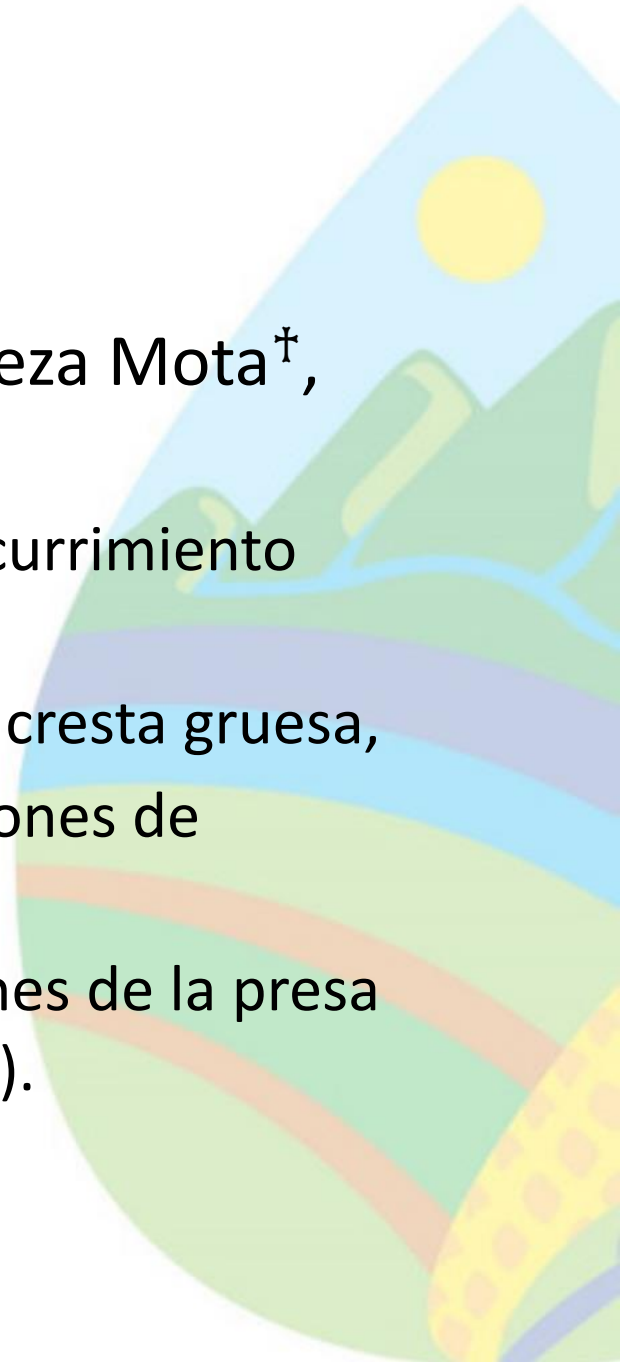 eza Mota†,
currimiento
cresta gruesa,
ones de
nes de la presa
).